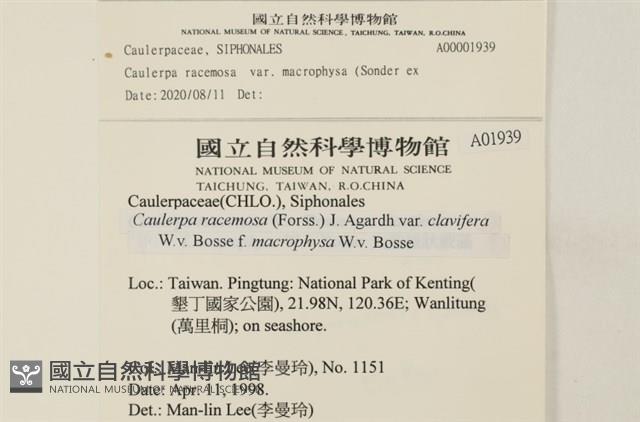 國立自然科學博物館
NATIONAL MUSEUM OF NATURAL SCIENCE, TAICHUNG, TAIWAN, R.O.CHINA
Caulerpaceae, SIPHONALES A00001939
Caulerpa racemosa var. macrophysa (Sonder ex
Date:2020/08/11 Det:
國立自然科學博物館 A01939
NATIONAL MUSEUM OF NATURAL SCIENCE
TAICHUNG, TAIWAN, R.O.CHINA
Caulerpaceae(CHLO.), Siphonales
Caulerpa racemosa (Forss.) J. Agardh var. clavifera
W.v. Bosse f. macrophysa W.v. Bosse
Loc.: Taiwan. Pingtung: National Park of Kenting(
墾丁國家公園), 21.98N, 120.36E; Wanlitung
(萬里桐); on seashore.
李曼玲), No. 1151
Date: Apr. 11, 1998.
Det.: Man-lin Lee(李曼玲)
國立自然科學博物館
NATIONAL MUSEUM OF NATURAL SCIENCE